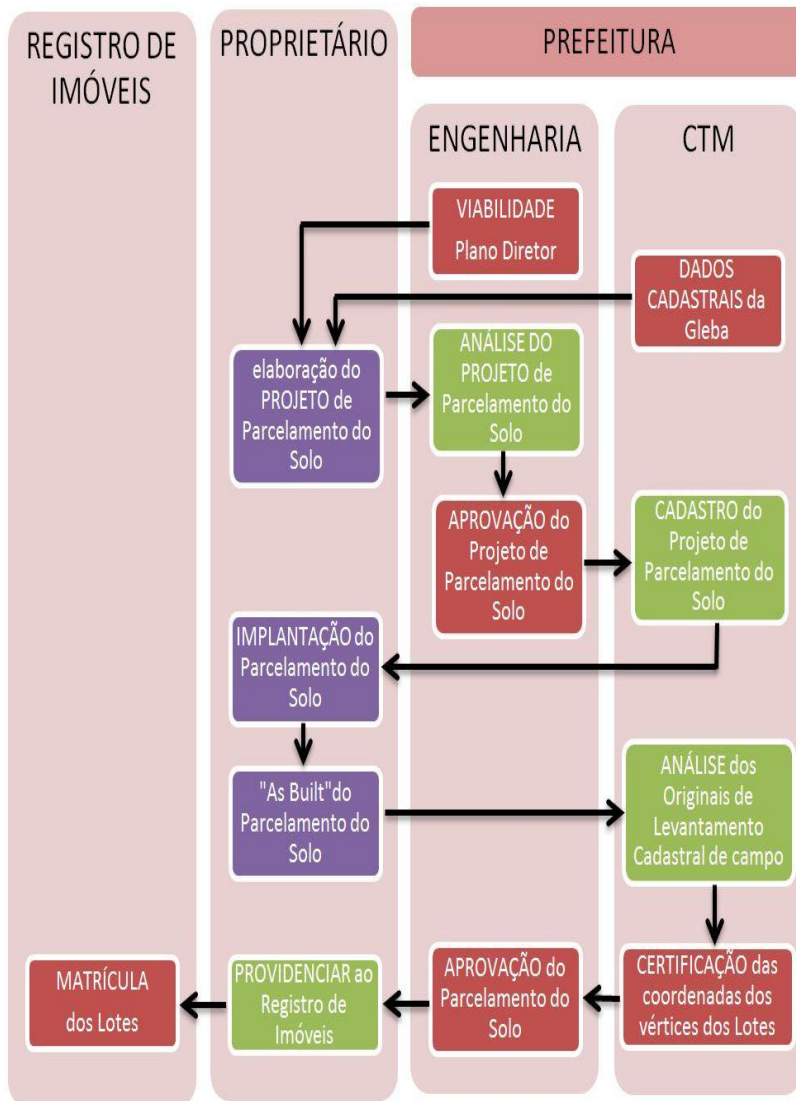 REGISTRO DE
IMÓVEIS
PROPRIETÁRIO
PREFEITURA
ENGENHARIA
CTM
VIABILIDADE
Plano Diretor
DADOS
CADASTRAIS da
Gleba
elaboração do
PROJETO de
Parcelamento do
Solo
ANÁLISE DO
PROJETO de
Parcelamento do
Solo
APROVAÇÃO do
Projeto de
Parcelamento do
Solo
CADASTRO do
Projeto de
Parcelamento do
Solo
IMPLANTAÇÃO do
Parcelamento do
Solo
"As Built"do
Parcelamento do
Solo
ANÁLISE dos
Originais de
Levantamento
Cadastral de campo
CERTIFICAÇÃO das
coordenadas dos
vértices dos Lotes
APROVAÇÃO do
Parcelamento do
Solo
PROVIDENCIAR ao
Registro de
Imóveis
MATRÍCULA
dos Lotes